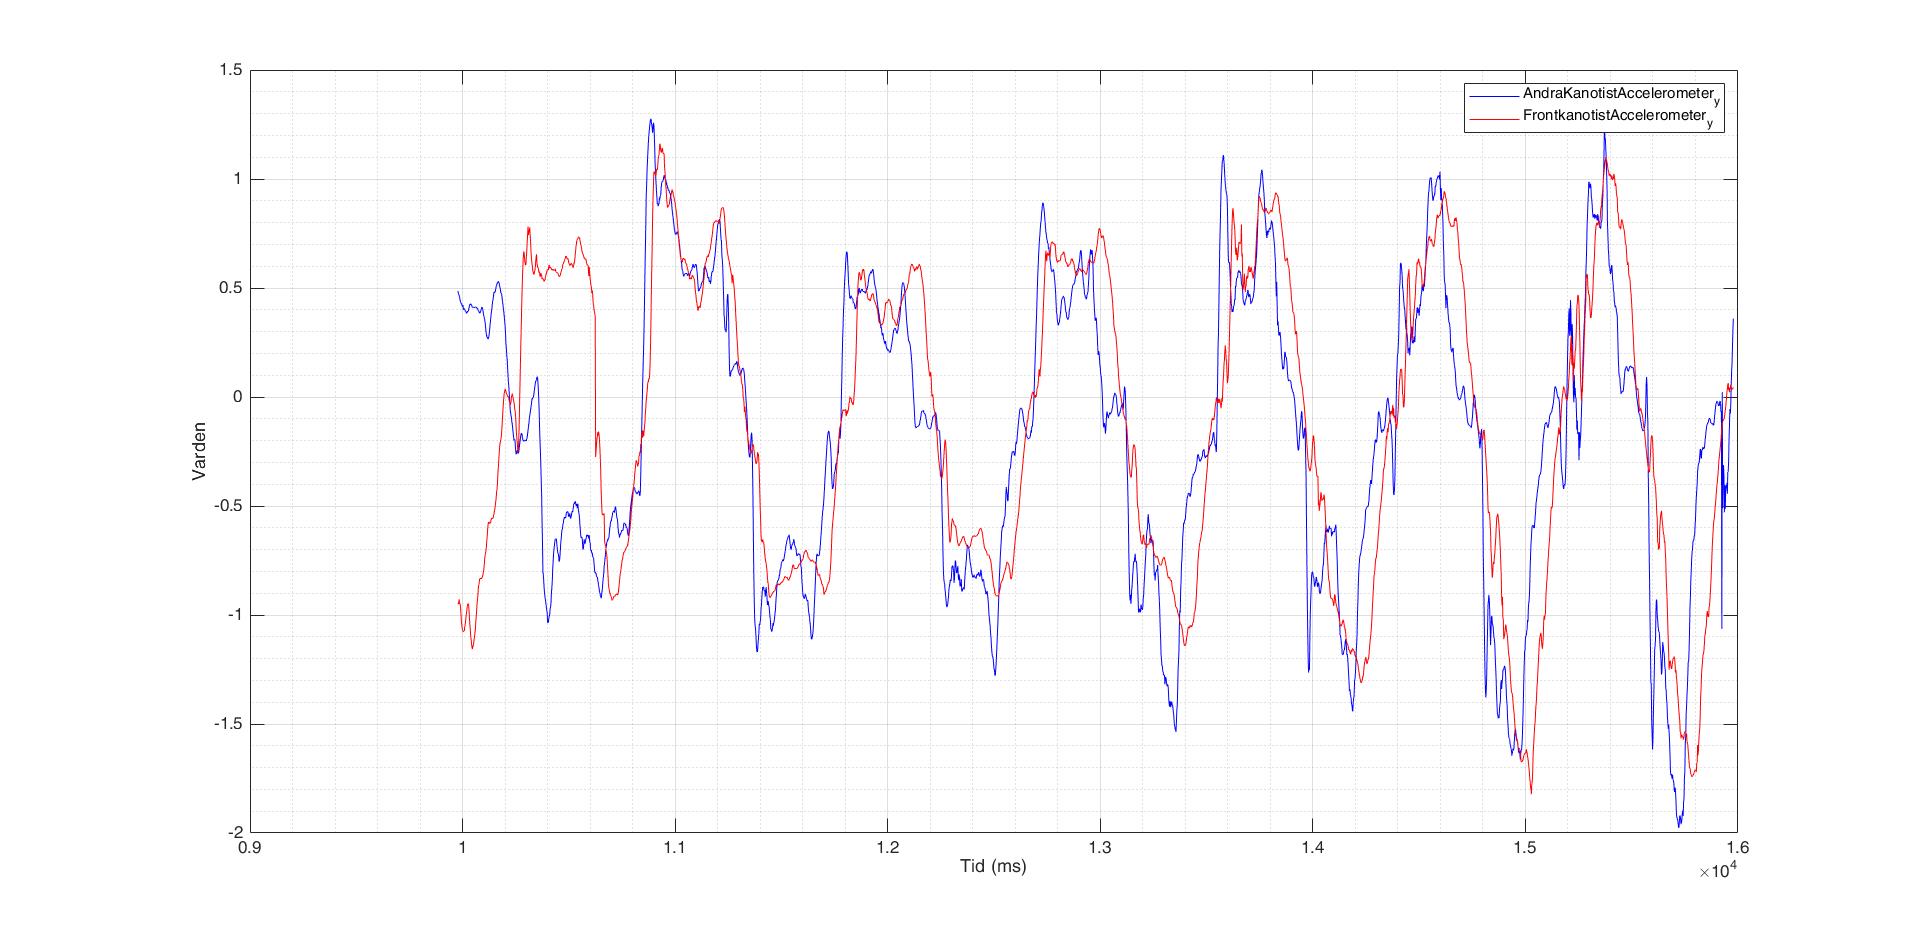 1.5
1
0.5
0
-0.5
-1
-1.5
-2
Varden
AndraKanotistAccelerometer_y
FrontkanotistAccelerometer_y
0.9 1 1.1 1.2 1.3 1.4 1.5 1.6
Tid (ms)
×10^4